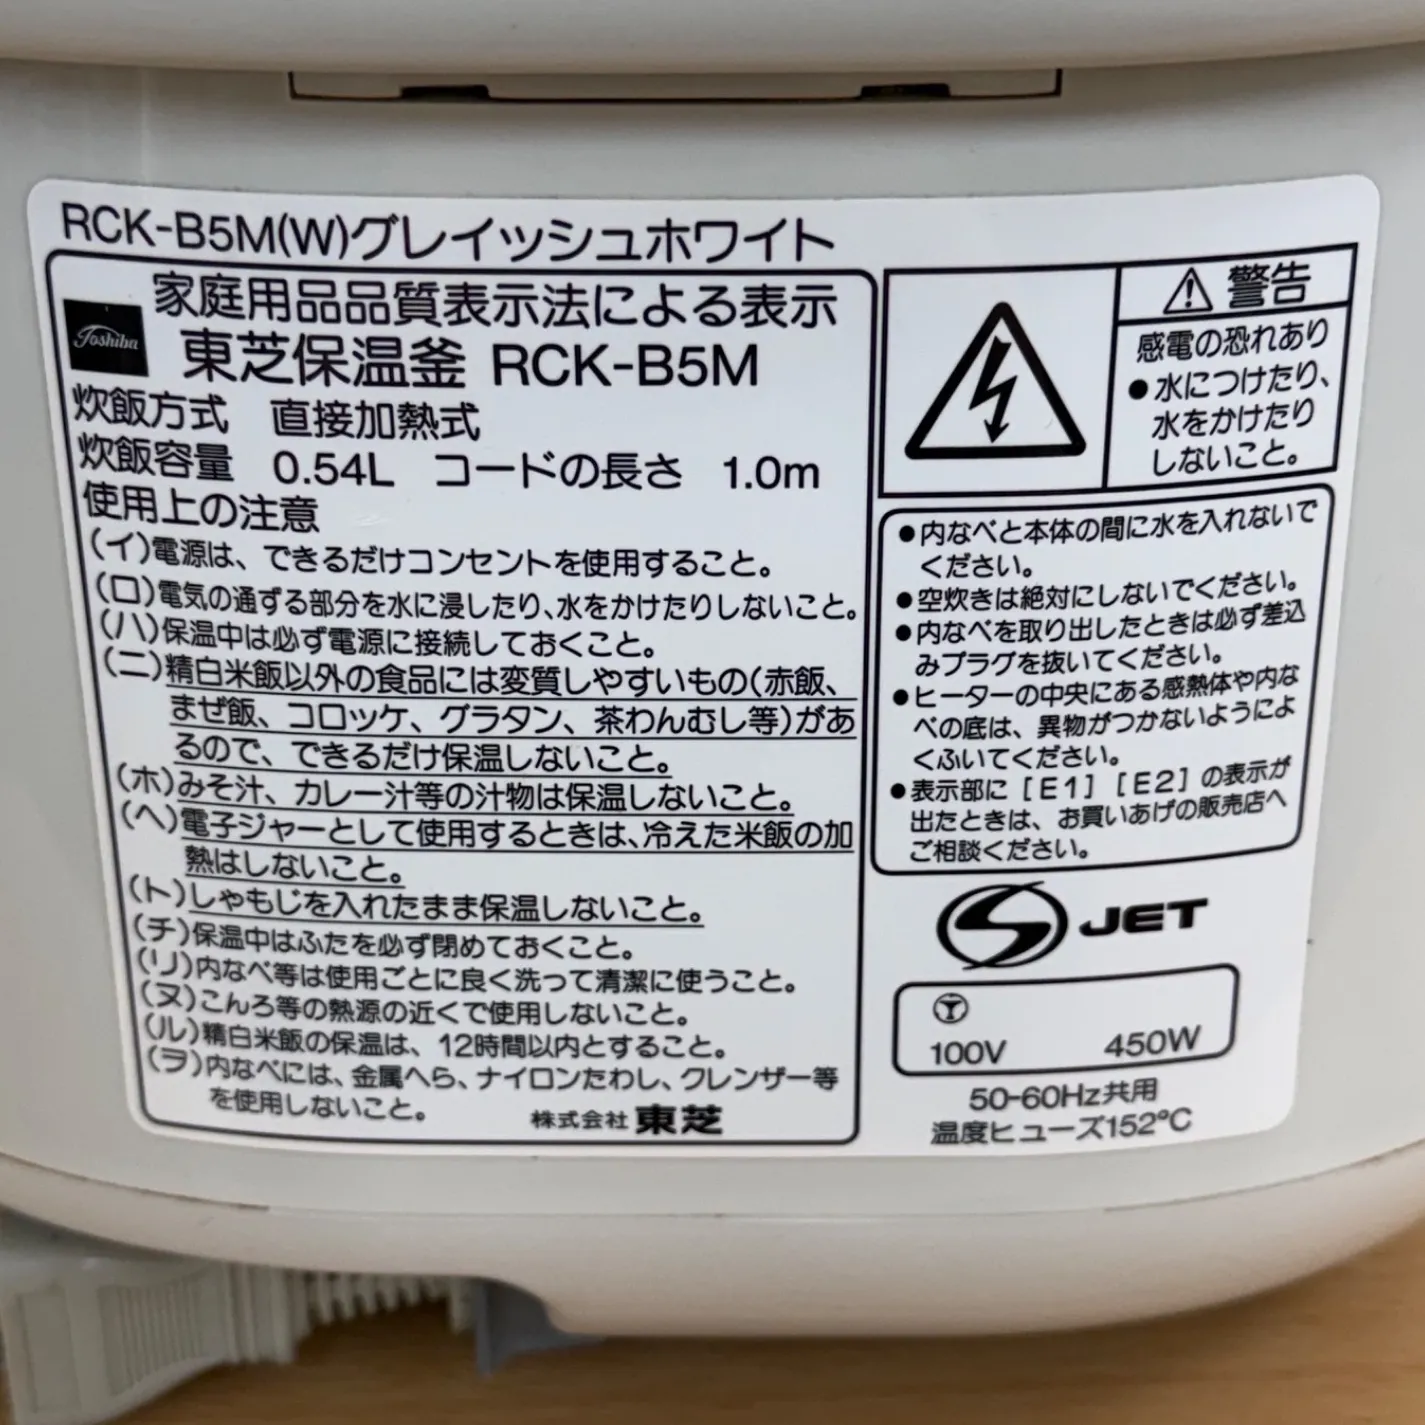 RCK-B5M(W)グレイッシュホワイト
Toshiba
家庭用品品質表示法による表示
東芝保温釜 RCK-B5M
炊飯方式 直接加熱式
炊飯容量 0.54L コードの長さ 1.0m
使用上の注意
(イ)電源は、できるだけコンセントを使用すること。
(ロ)電気の通ずる部分を水に浸したり、水をかけたりしないこと。
(ハ)保温中は必ず電源に接続しておくこと。
(ニ)精白米飯以外の食品には変質しやすいもの(赤飯、
まぜ飯、コロッケ、グラタン、茶わんむし等)があ
るので、できるだけ保温しないこと。
(ホ)みそ汁、カレー汁等の汁物は保温しないこと。
(ヘ)電子ジャーとして使用するときは、冷えた米飯の加
熱はしないこと。
(ト)しゃもじを入れたまま保温しないこと。
(チ)保温中はふたを必ず閉めておくこと。
(リ)内なべ等は使用ごとに良く洗って清潔に使うこと。
(ヌ)こんろ等の熱源の近くで使用しないこと。
(ル)精白米飯の保温は、12時間以内とすること。
(ヲ)内なべには、金属へら、ナイロンたわし、クレンザー等
を使用しないこと。 株式会社 東芝
⚠警告
感電の恐れあり
●水につけたり、
水をかけたり
しないこと。
●内なべと本体の間に水を入れないで
ください。
●空炊きは絶対にしないでください。
●内なべを取り出したときは必ず差込
みプラグを抜いてください。
●ヒーターの中央にある感熱体や内な
べの底は、異物がつかないようによ
くふいてください。
●表示部に[E1][E2]の表示が
出たときは、お買いあげの販売店へ
ご相談ください。
S JET
T
100V 450W
50-60Hz共用
温度ヒューズ152℃